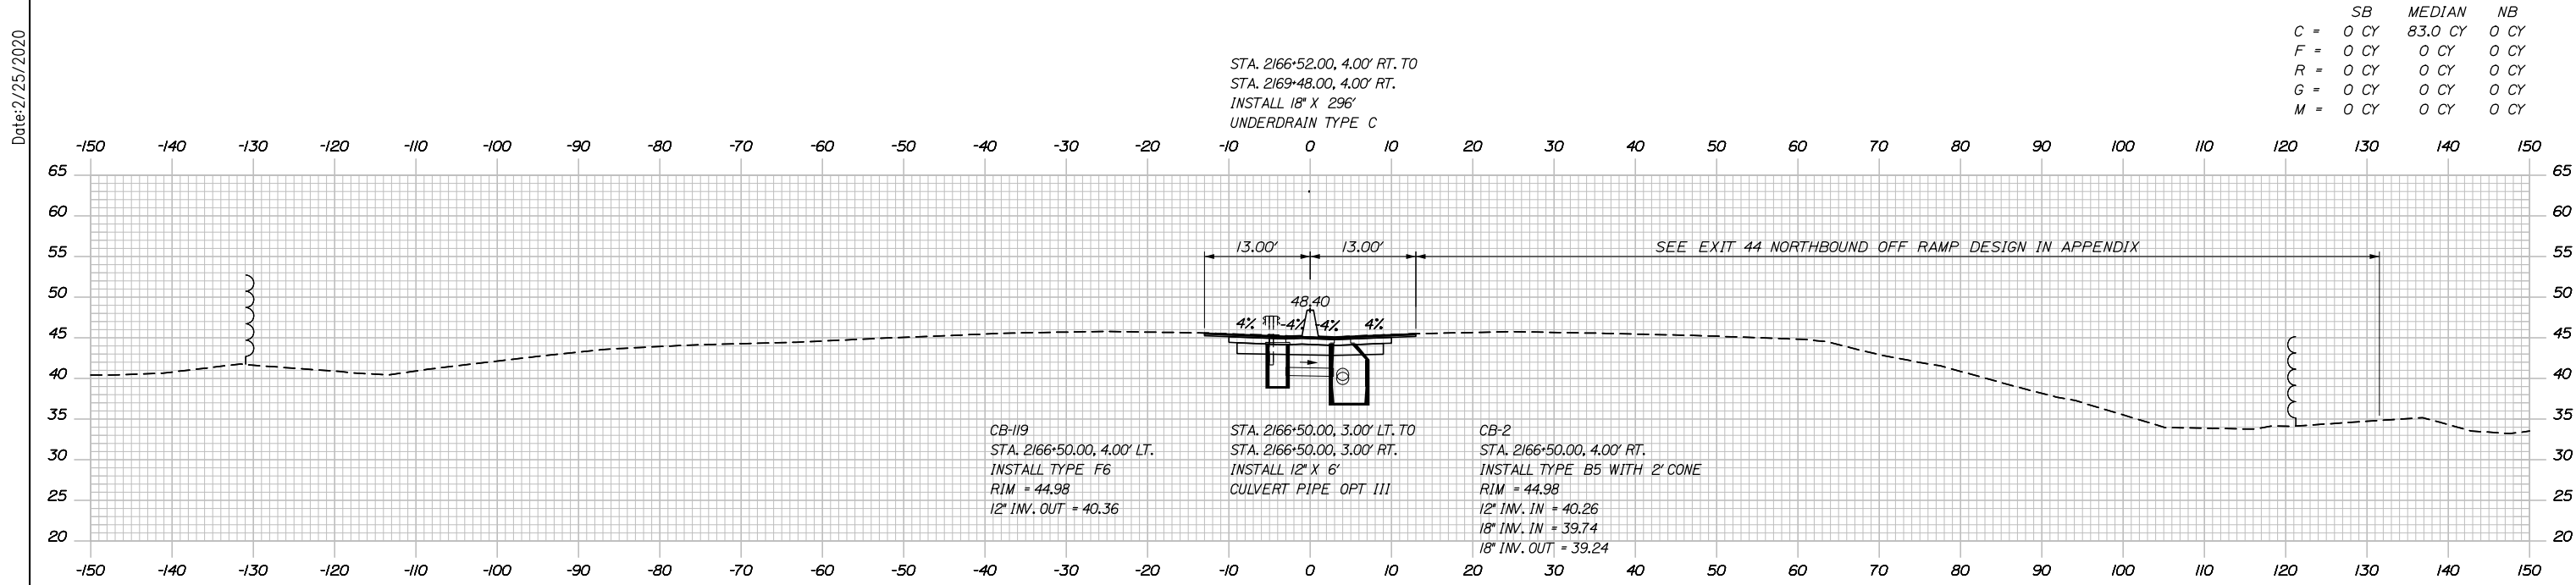 Date:2/25/2020
SB MEDIAN NB
C = 0 CY 83.0 CY 0 CY
F = 0 CY 0 CY 0 CY
R = 0 CY 0 CY 0 CY
G = 0 CY 0 CY 0 CY
M = 0 CY 0 CY 0 CY
STA. 2166+52.00, 4.00' RT. TO
STA. 2169+48.00, 4.00' RT.
INSTALL 18" X 296'
UNDERDRAIN TYPE C
-150 -140 -130 -120 -110 -100 -90 -80 -70 -60 -50 -40 -30 -20 -10 0 10 20 30 40 50 60 70 80 90 100 110 120 130 140 150
65 65
60 60
13.00' 13.00' SEE EXIT 44 NORTHBOUND OFF RAMP DESIGN IN APPENDIX
55 55
50 50
48.40
4% -4% -4% 4%
45 45
40 40
35 35
30 30
25 25
20 20
CB-119
STA. 2166+50.00, 4.00' LT.
INSTALL TYPE F6
RIM = 44.98
12" INV. OUT = 40.36
STA. 2166+50.00, 3.00' LT. TO
STA. 2166+50.00, 3.00' RT.
INSTALL 12" X 6'
CULVERT PIPE OPT III
CB-2
STA. 2166+50.00, 4.00' RT.
INSTALL TYPE B5 WITH 2' CONE
RIM = 44.98
12" INV. IN = 40.26
18" INV. IN = 39.74
18" INV. OUT = 39.24
-150 -140 -130 -120 -110 -100 -90 -80 -70 -60 -50 -40 -30 -20 -10 0 10 20 30 40 50 60 70 80 90 100 110 120 130 140 150